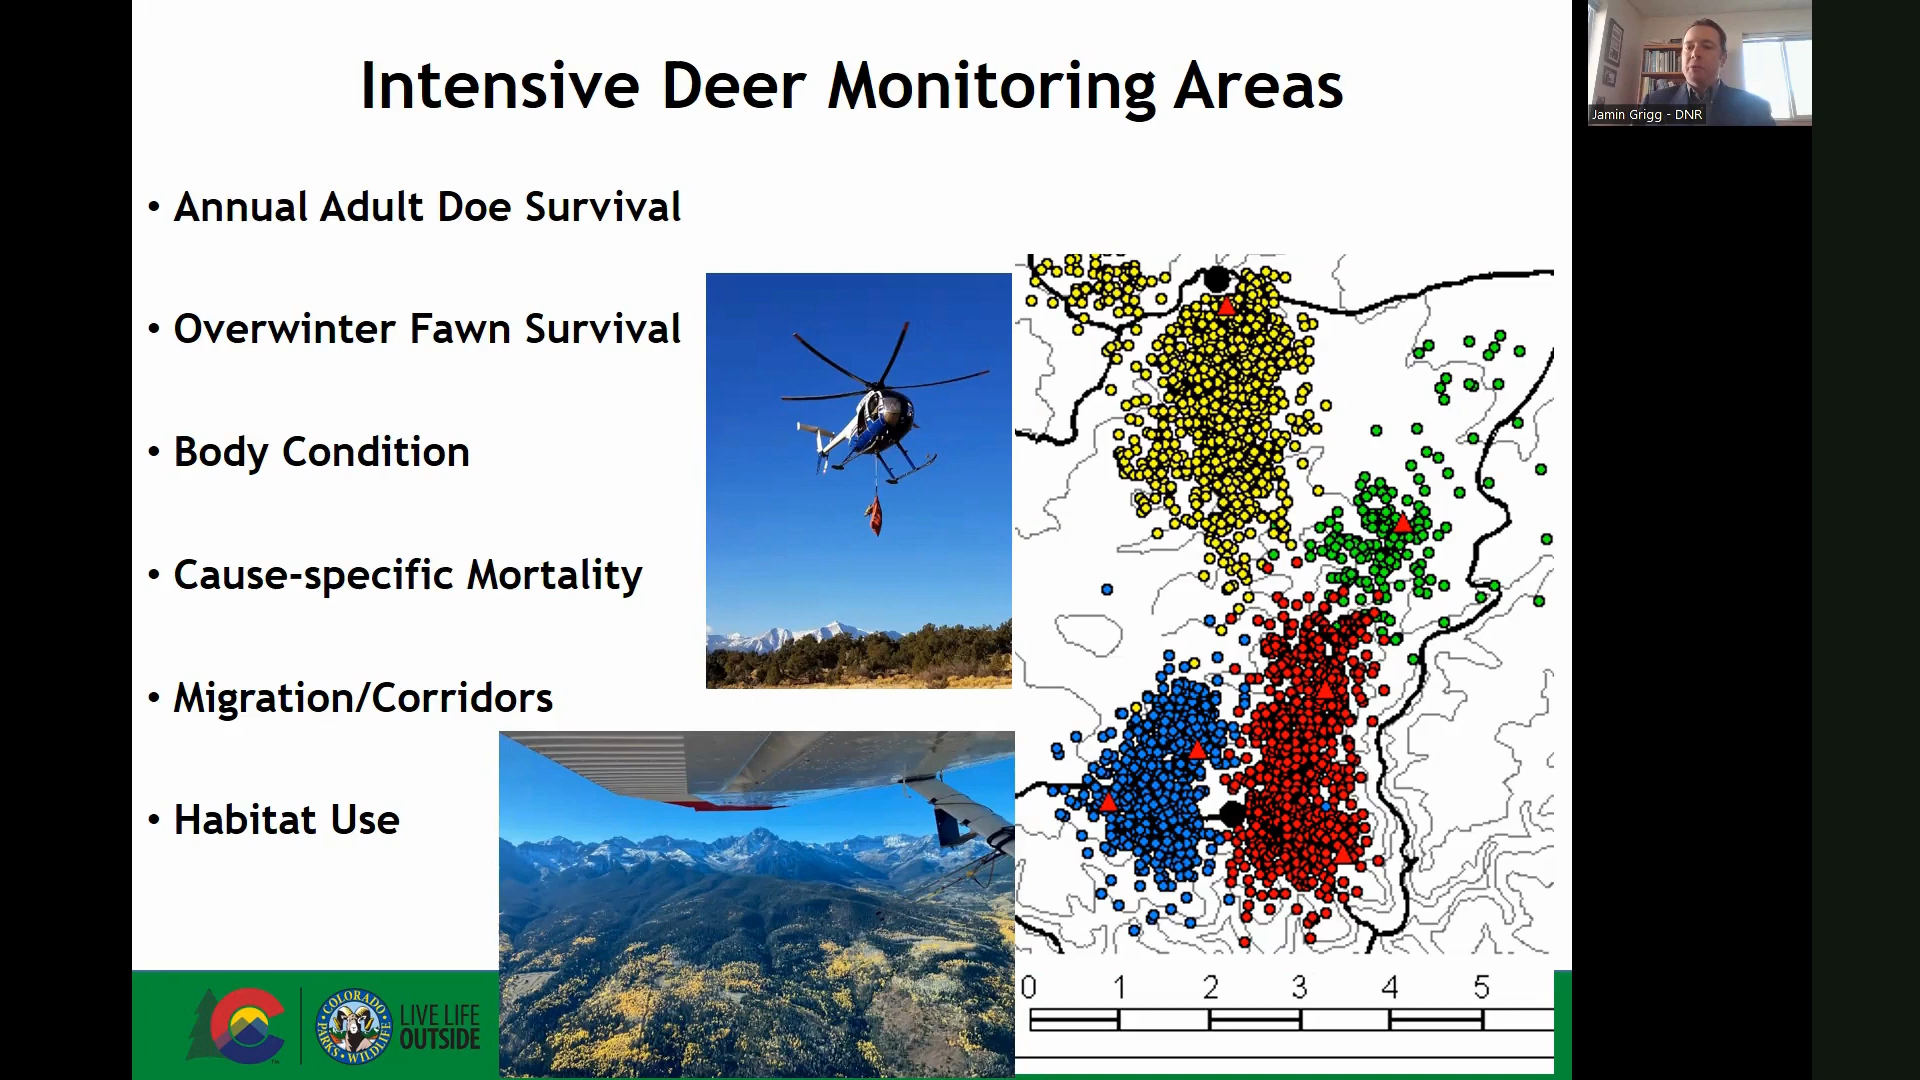 Intensive Deer Monitoring Areas
Jamin Grigg - DNR
• Annual Adult Doe Survival
• Overwinter Fawn Survival
• Body Condition
• Cause-specific Mortality
• Migration/Corridors
• Habitat Use
0 1 2 3 4 5
COLORADO
PARKS • WILDLIFE
LIVE LIFE
OUTSIDE
TM